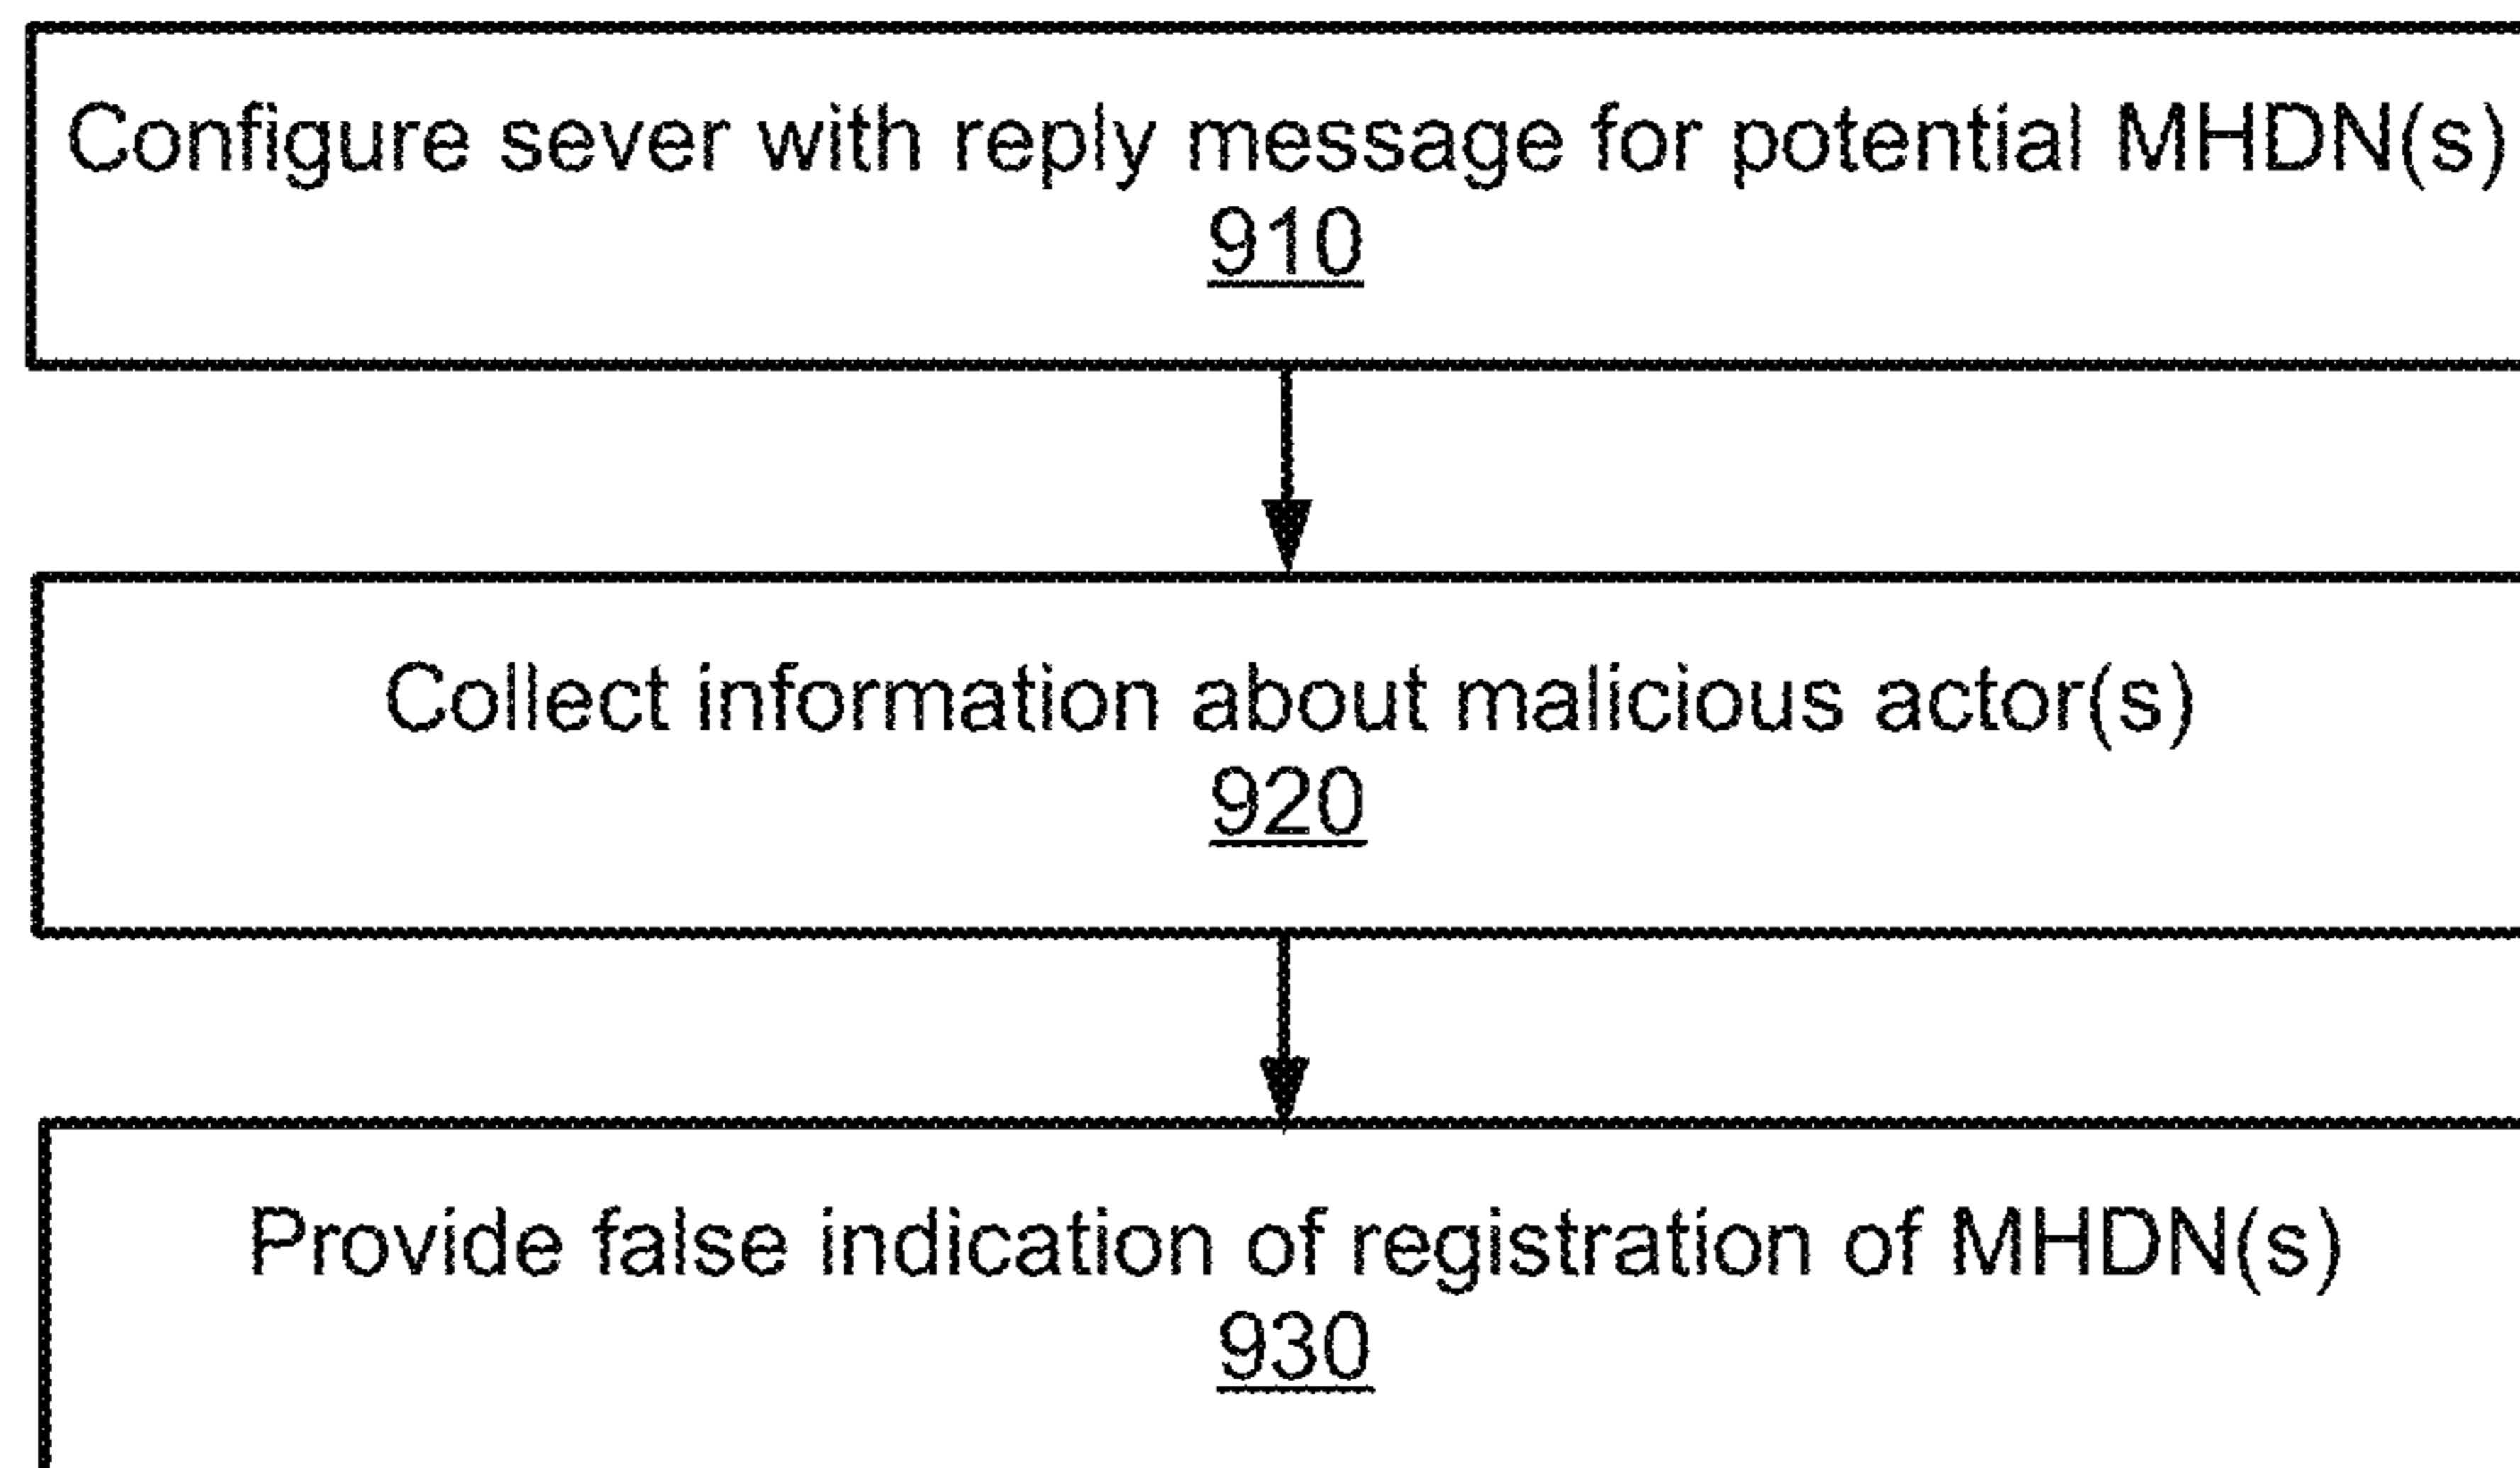 Configure sever with reply message for potential MHDN(s)
910
Collect information about malicious actor(s)
920
Provide false indication of registration of MHDN(s)
930